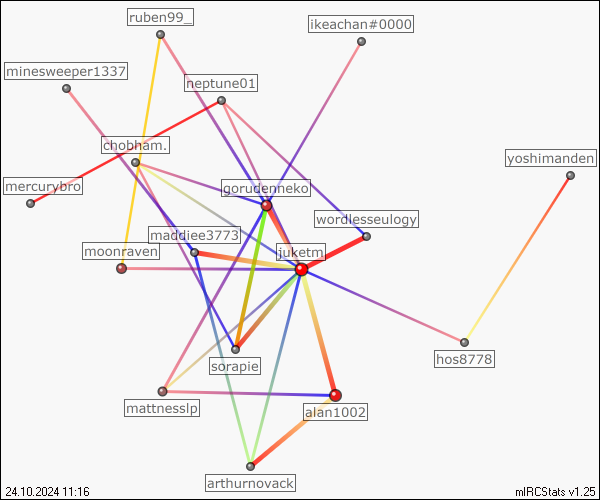 ruben99_
ikeachan#0000
minesweeper1337
neptune01
chobham.
yoshimanden
mercurybro
gorudenneko
wordlesseulogy
maddiee3773
moonraven
juketm
sorapie
hos8778
mattnesslp
alan1002
arthurnovack
24.10.2024 11:16
mIRCStats v1.25